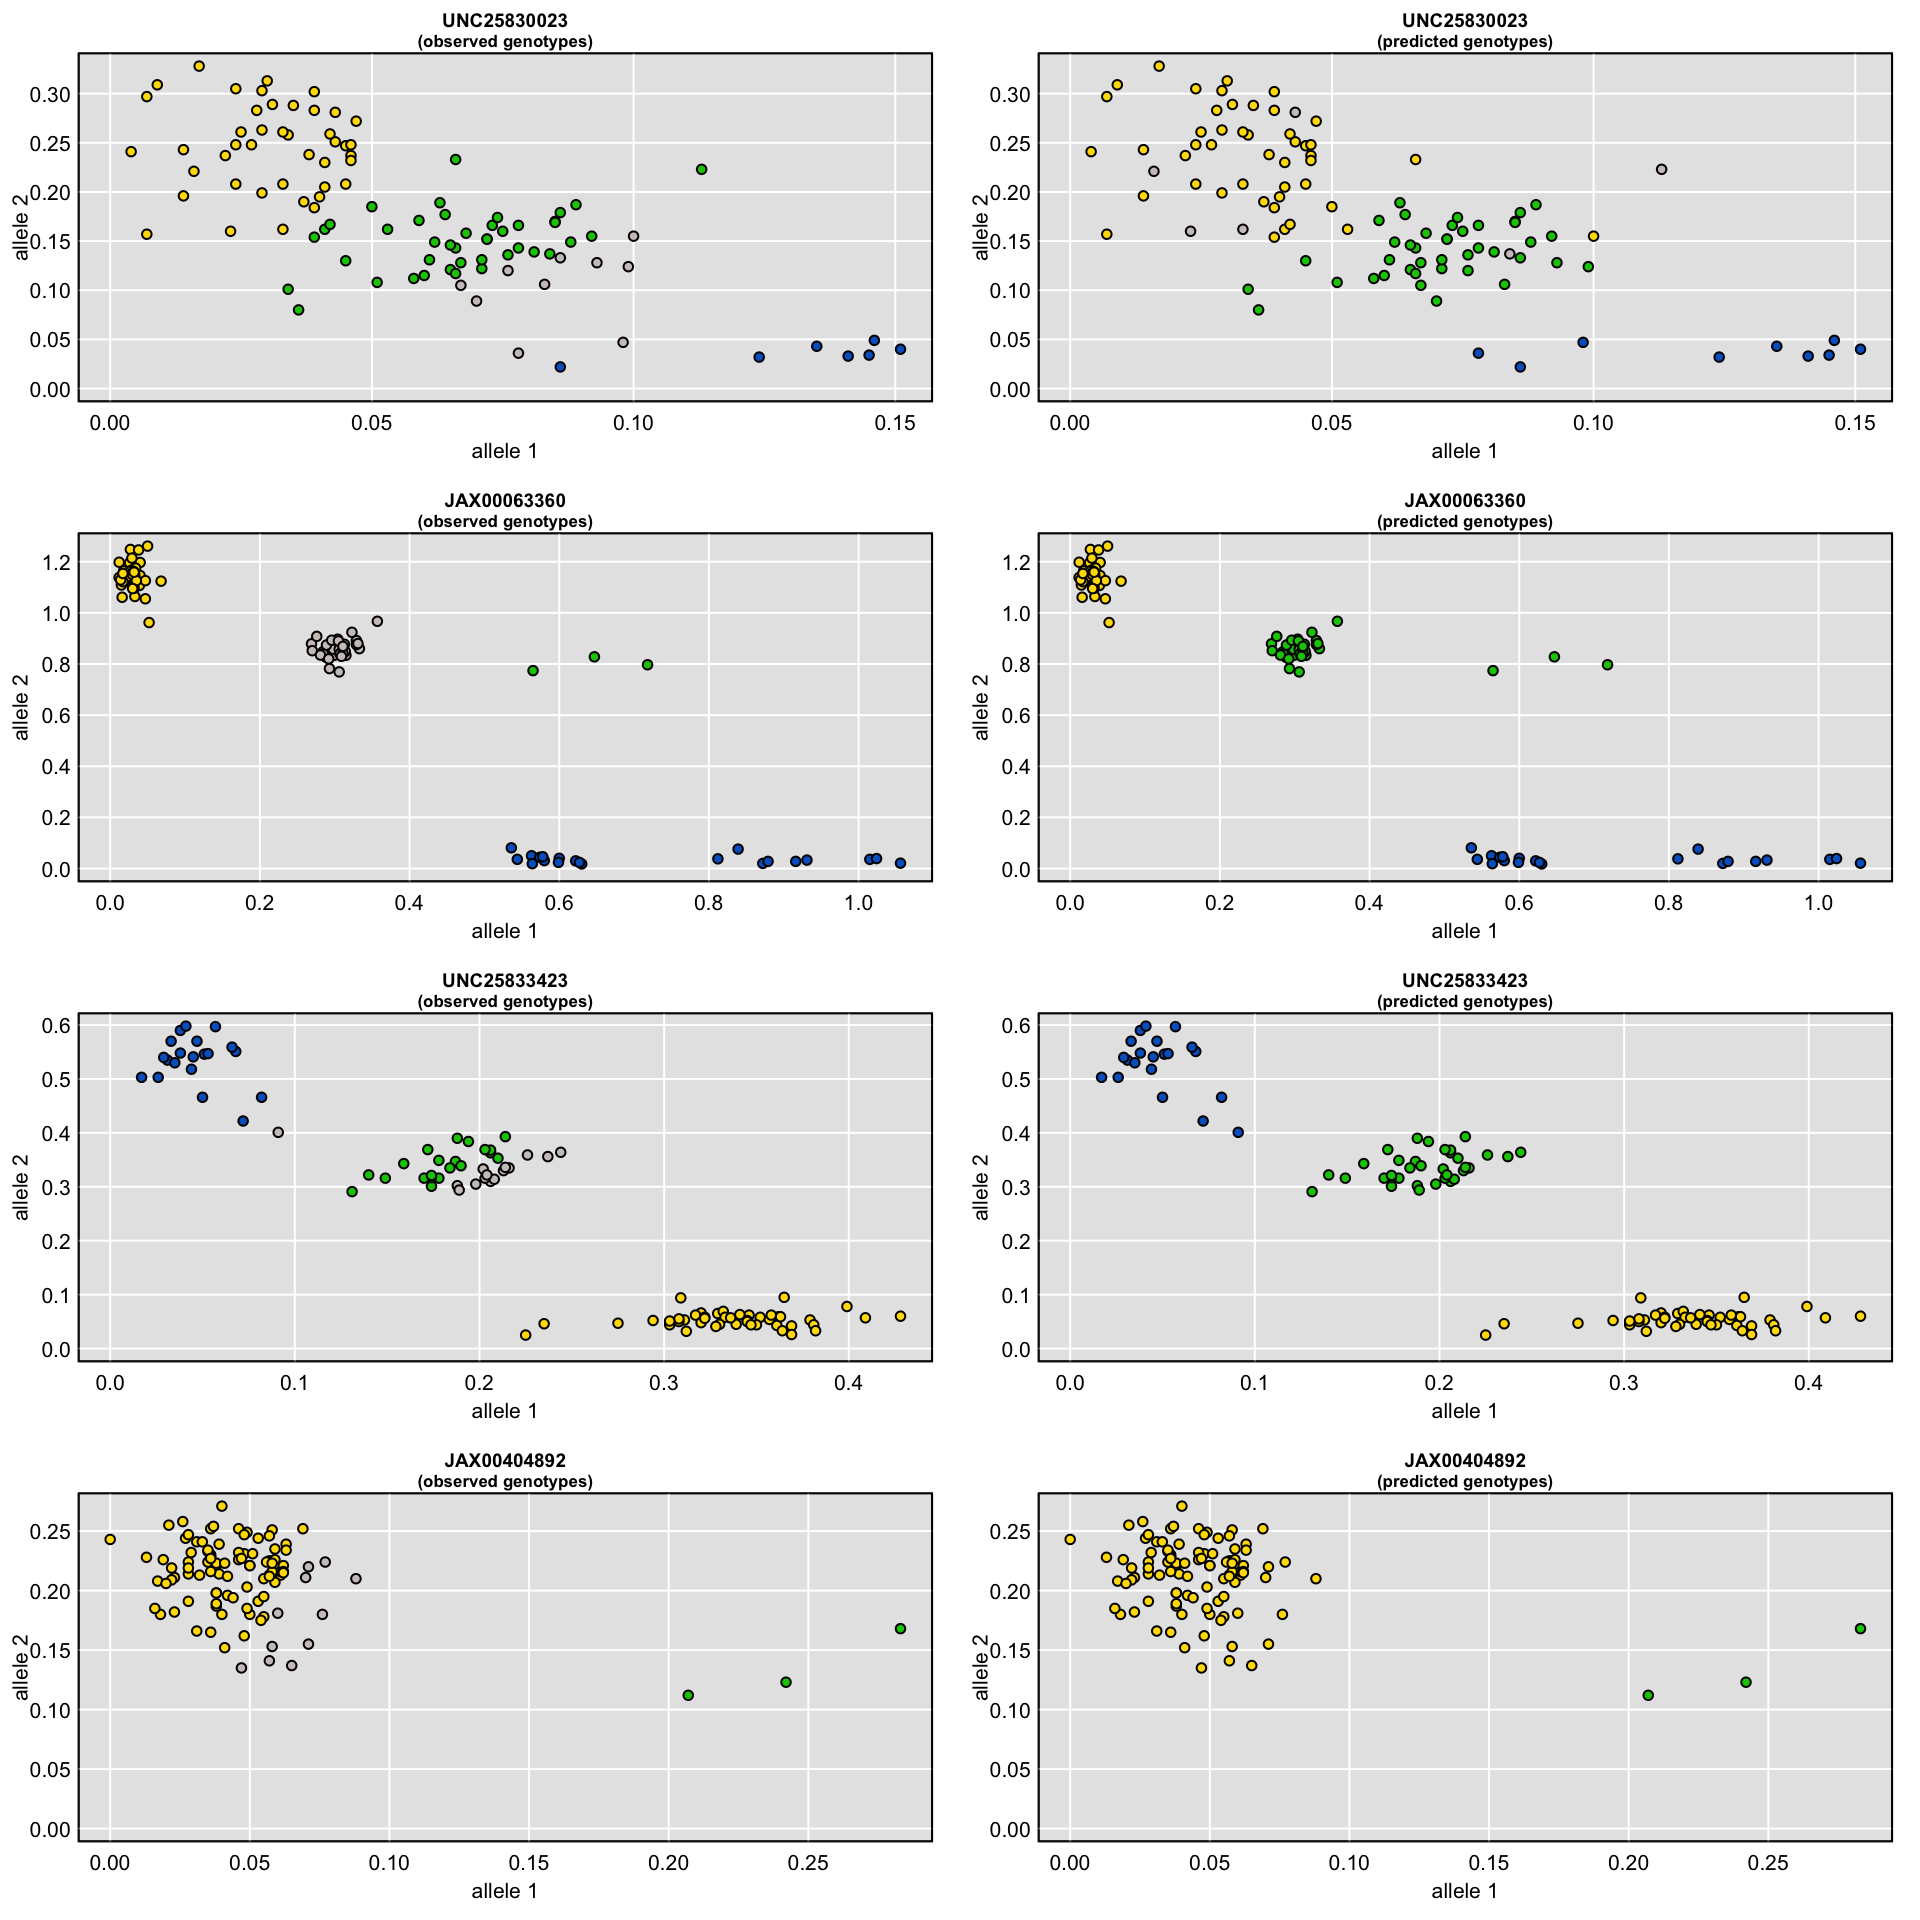 UNC25830023
(observed genotypes)
allele 2
0.30
0.25
0.20
0.15
0.10
0.05
0.00
0.00 0.05 0.10 0.15
allele 1
UNC25830023
(predicted genotypes)
allele 2
0.30
0.25
0.20
0.15
0.10
0.05
0.00
0.00 0.05 0.10 0.15
allele 1
JAX00063360
(observed genotypes)
allele 2
1.2
1.0
0.8
0.6
0.4
0.2
0.0
0.0 0.2 0.4 0.6 0.8 1.0
allele 1
JAX00063360
(predicted genotypes)
allele 2
1.2
1.0
0.8
0.6
0.4
0.2
0.0
0.0 0.2 0.4 0.6 0.8 1.0
allele 1
UNC25833423
(observed genotypes)
allele 2
0.6
0.5
0.4
0.3
0.2
0.1
0.0
0.0 0.1 0.2 0.3 0.4
allele 1
UNC25833423
(predicted genotypes)
allele 2
0.6
0.5
0.4
0.3
0.2
0.1
0.0
0.0 0.1 0.2 0.3 0.4
allele 1
JAX00404892
(observed genotypes)
allele 2
0.25
0.20
0.15
0.10
0.05
0.00
0.00 0.05 0.10 0.15 0.20 0.25
allele 1
JAX00404892
(predicted genotypes)
allele 2
0.25
0.20
0.15
0.10
0.05
0.00
0.00 0.05 0.10 0.15 0.20 0.25
allele 1